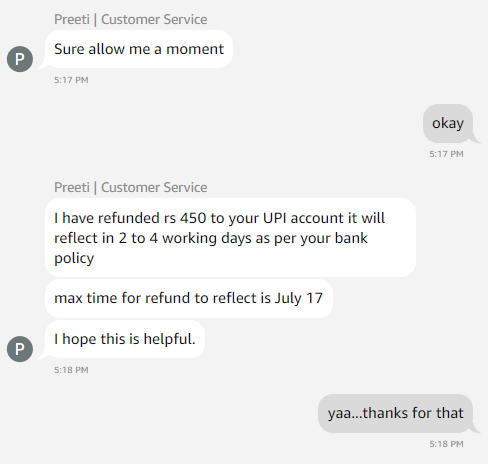 Preeti | Customer Service
Sure allow me a moment
P
5:17 PM
okay
5:17 PM
Preeti | Customer Service
I have refunded rs 450 to your UPI account it will
reflect in 2 to 4 working days as per your bank
policy
max time for refund to reflect is July 17
I hope this is helpful.
P
5:18 PM
yaa...thanks for that
5:18 PM